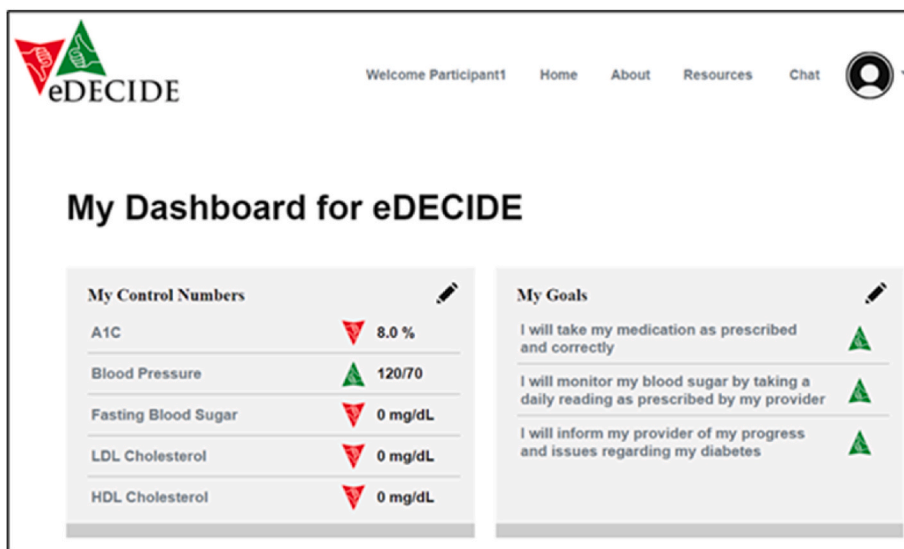 eDECIDE
Welcome Participant1 Home About Resources Chat
My Dashboard for eDECIDE
My Control Numbers
A1C 8.0 %
Blood Pressure 120/70
Fasting Blood Sugar 0 mg/dL
LDL Cholesterol 0 mg/dL
HDL Cholesterol 0 mg/dL
My Goals
I will take my medication as prescribed
and correctly
I will monitor my blood sugar by taking a
daily reading as prescribed by my provider
I will inform my provider of my progress
and issues regarding my diabetes